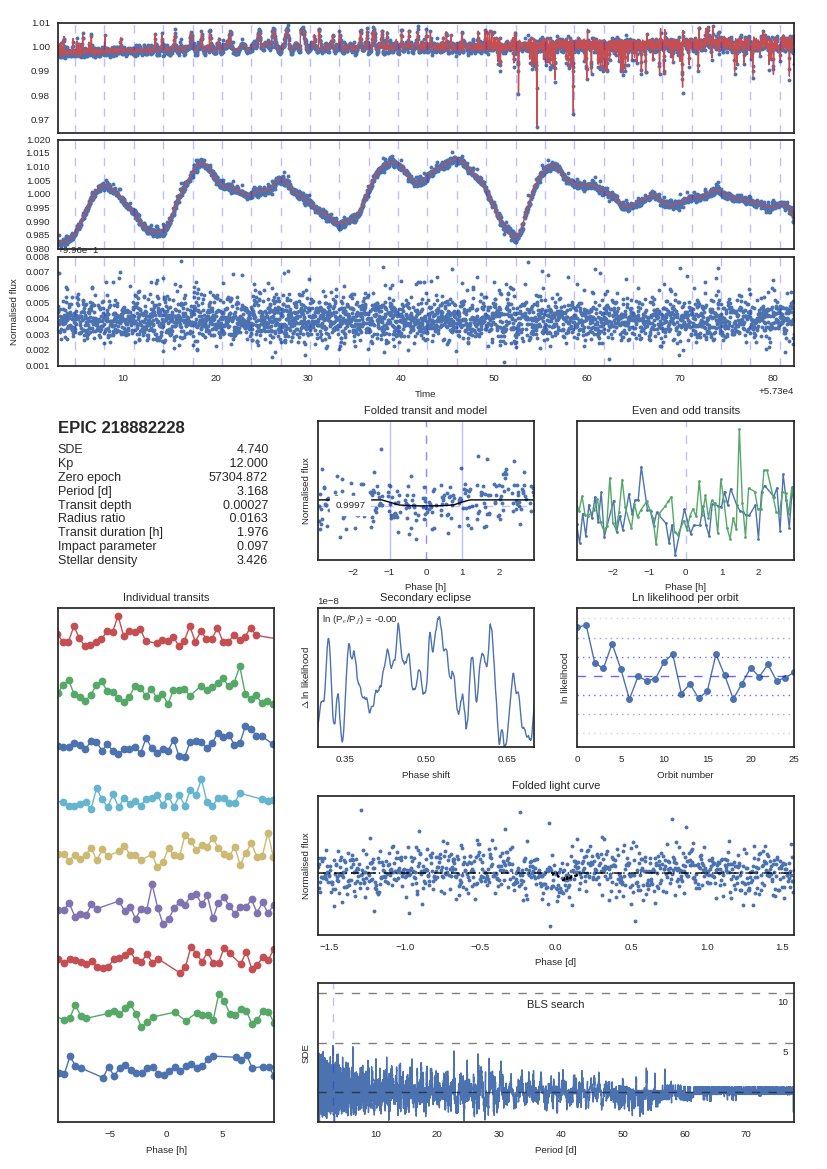 1.01
1.00
0.99
0.98
0.97
1.020
1.015
1.010
1.005
1.000
0.995
0.990
0.985
0.980
0.008
0.007
0.006
0.005
0.004
0.003
0.002
0.001
Normalised flux
10 20 30 40 50 60 70 80
Time
+5.73e4
EPIC 218882228
SDE 4.740
Kp 12.000
Zero epoch 57304.872
Period [d] 3.168
Transit depth 0.00027
Radius ratio 0.0163
Transit duration [h] 1.976
Impact parameter 0.097
Stellar density 3.426
Folded transit and model
Normalised flux
0.9997
−2 −1 0 1 2
Phase [h]
Even and odd transits
−2 −1 0 1 2
Phase [h]
Individual transits
−5 0 5
Phase [h]
Secondary eclipse
1e−8
ln (Pₑ/P𝑓) = -0.00
Δ ln likelihood
0.35 0.50 0.65
Phase shift
Ln likelihood per orbit
ln likelihood
0 5 10 15 20 25
Orbit number
Folded light curve
Normalised flux
−1.5 −1.0 −0.5 0.0 0.5 1.0 1.5
Phase [d]
BLS search
10
5
SDE
10 20 30 40 50 60 70
Period [d]